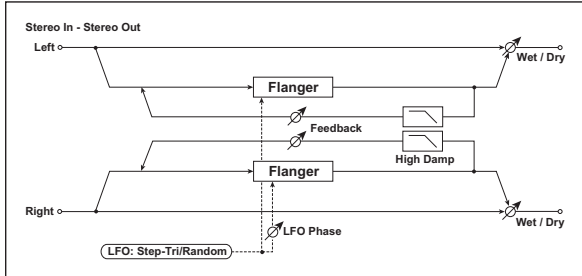 Stereo In - Stereo Out
Left
Wet / Dry
Flanger
Feedback
High Damp
Flanger
LFO Phase
Right
Wet / Dry
LFO: Step-Tri/Random